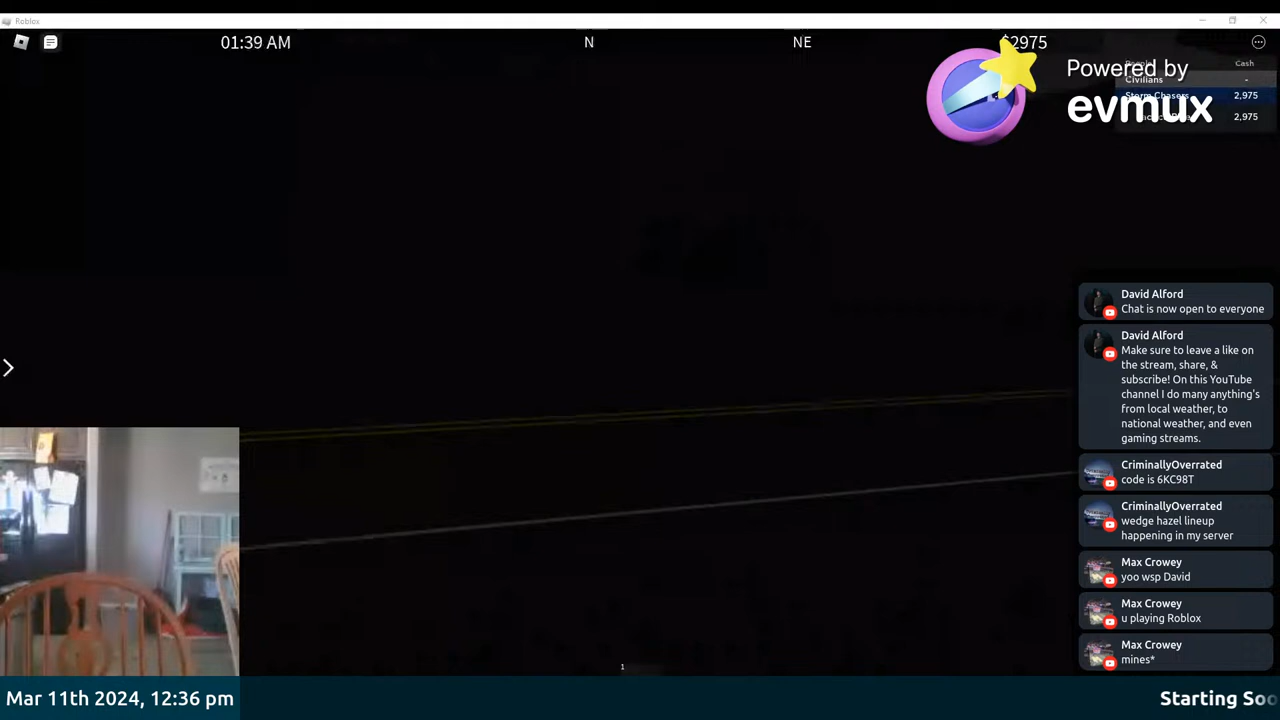 Roblox
01:39 AM
N
NE
$2975
Powered by
evmux
Cash
Civilians
-
Storm Chasers
2,975
2,975
David Alford
Chat is now open to everyone
David Alford
Make sure to leave a like on
the stream, share, &
subscribe! On this YouTube
channel I do many anything's
from local weather, to
national weather, and even
gaming streams.
CriminallyOverrated
code is 6KC98T
CriminallyOverrated
wedge hazel lineup
happening in my server
Max Crowey
yoo wsp David
Max Crowey
u playing Roblox
Max Crowey
mines*
1
Mar 11th 2024, 12:36 pm
Starting Soo